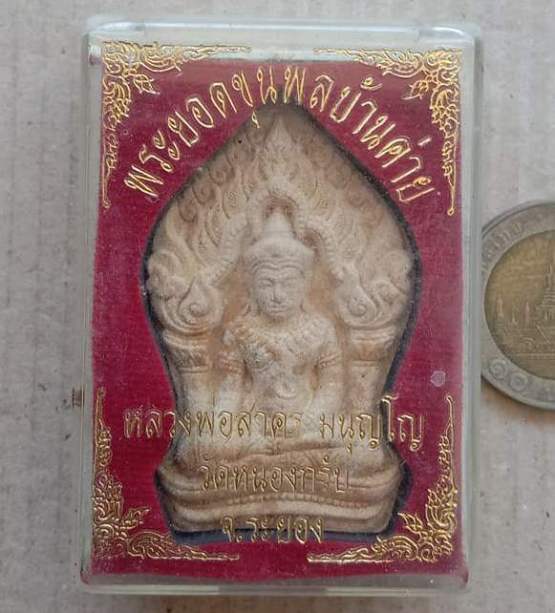 พระยอดขุนพลบ้านค่าย
หลวงพ่อสาคร มนุญโญ
วัดหนองกรับ
จ.ระยอง